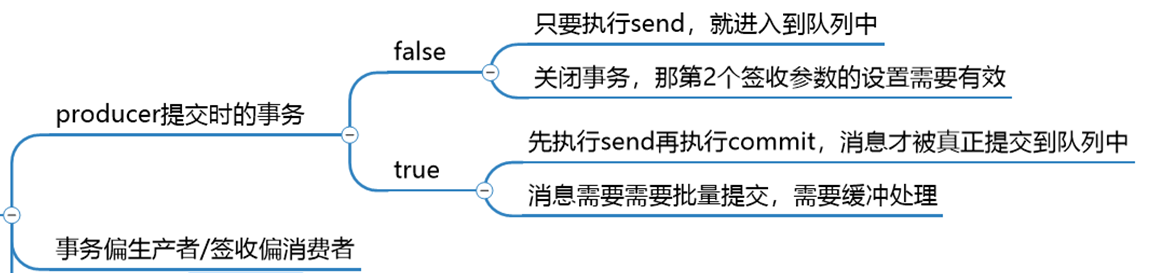 只要执行send，就进入到队列中
false
关闭事务，那第2个签收参数的设置需要有效
producer提交时的事务
先执行send再执行commit，消息才被真正提交到队列中
true
消息需要需要批量提交，需要缓冲处理
事务偏生产者/签收偏消费者